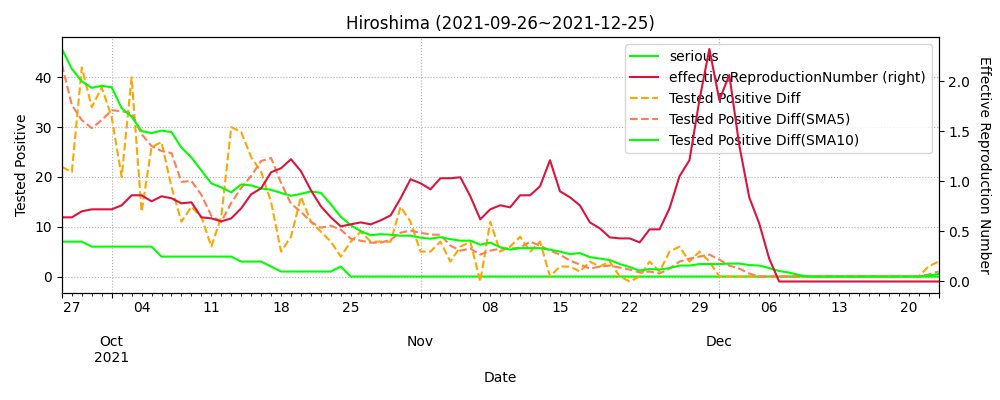 Hiroshima (2021-09-26~2021-12-25)
serious
effectiveReproductionNumber (right)
Tested Positive Diff
Tested Positive Diff(SMA5)
Tested Positive Diff(SMA10)
Tested Positive
40
30
20
10
0
Effective Reproduction Number
2.0
1.5
1.0
0.5
0.0
27 04 11 18 25 08 15 22 29 06 13 20
Oct Nov Dec
2021
Date